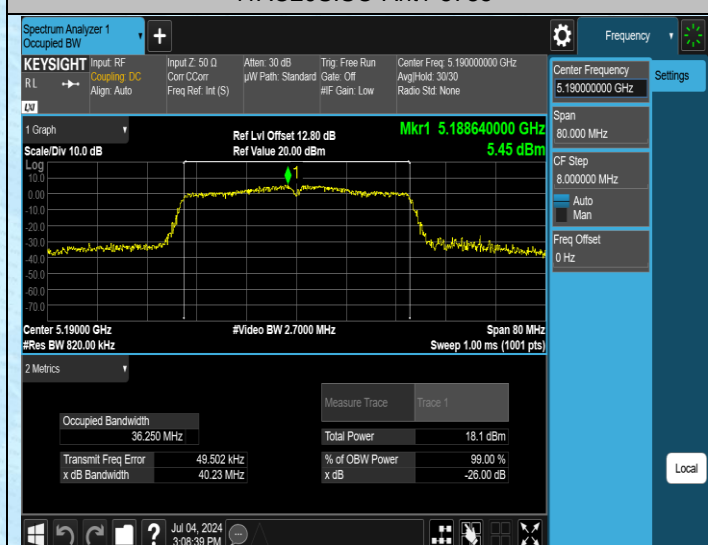 Spectrum Analyzer 1
Occupied BW
Frequency
KEYSIGHT
RL
Input: RF
Coupling: DC
Align: Auto
Input Z: 50 Ω
Corr CCorr
Freq Ref: Int (S)
Atten: 30 dB
µW Path: Standard
Trig: Free Run
Gate: Off
#IF Gain: Low
Center Freq: 5.190000000 GHz
Avg|Hold: 30/30
Radio Std: None
LXI
1 Graph
Scale/Div 10.0 dB
Ref Lvl Offset 12.80 dB
Ref Value 20.00 dBm
Mkr1 5.188640000 GHz
5.45 dBm
Log
10.0
0.00
-10.0
-20.0
-30.0
-40.0
-50.0
-60.0
-70.0
1
Center 5.19000 GHz
#Res BW 820.00 kHz
#Video BW 2.7000 MHz
Span 80 MHz
Sweep 1.00 ms (1001 pts)
2 Metrics
Measure Trace
Trace 1
Occupied Bandwidth
36.250 MHz
Total Power
18.1 dBm
Transmit Freq Error
49.502 kHz
% of OBW Power
99.00 %
x dB Bandwidth
40.23 MHz
x dB
-26.00 dB
Jul 04, 2024
3:08:39 PM
Center Frequency
5.190000000 GHz
Settings
Span
80.000 MHz
CF Step
8.000000 MHz
Auto
Man
Freq Offset
0 Hz
Local